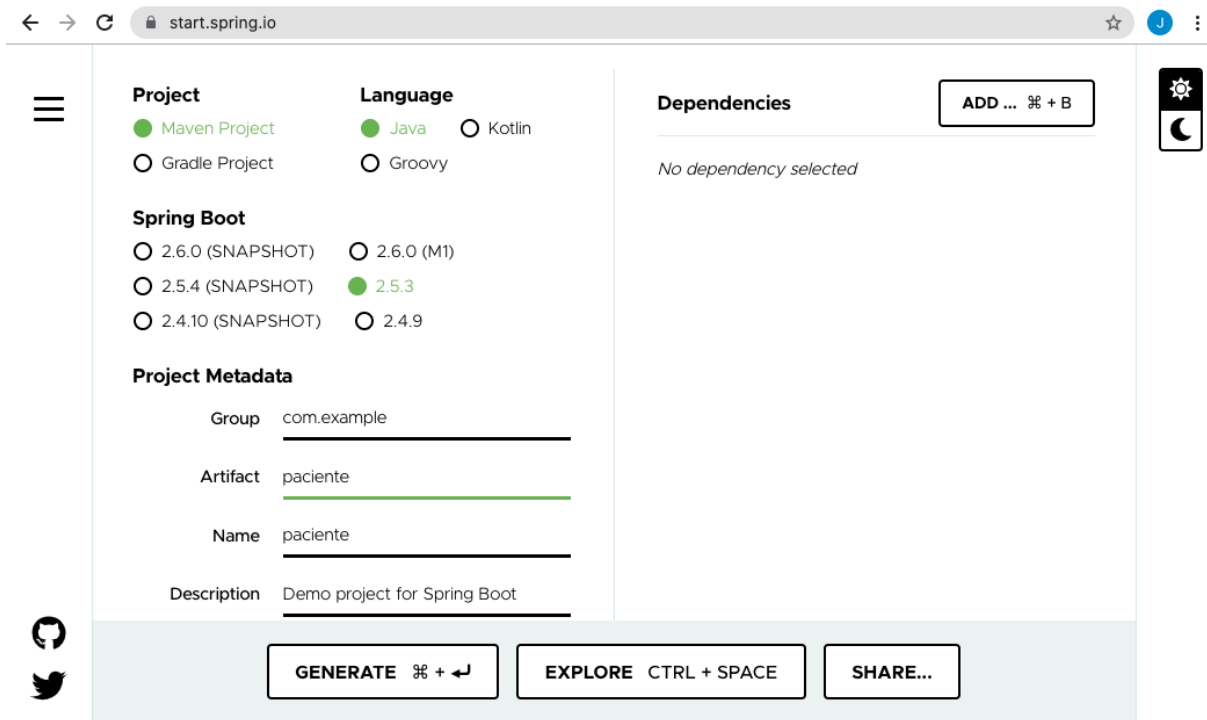 start.spring.io
J
Project
Maven Project
Gradle Project
Language
Java Kotlin
Groovy
Spring Boot
2.6.0 (SNAPSHOT) 2.6.0 (M1)
2.5.4 (SNAPSHOT) 2.5.3
2.4.10 (SNAPSHOT) 2.4.9
Project Metadata
Group com.example
Artifact paciente
Name paciente
Description Demo project for Spring Boot
Dependencies
ADD ... ⌘ + B
No dependency selected
GENERATE ⌘ + ↵
EXPLORE CTRL + SPACE
SHARE...